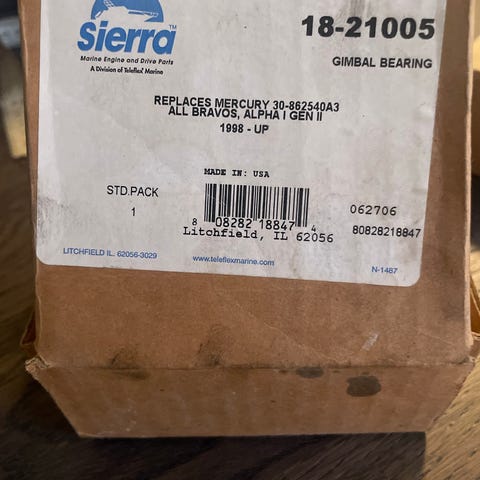 Sierra™
18-21005
Marine Engine and Drive Parts
A Division of Teleflex Marine
GIMBAL BEARING
REPLACES MERCURY 30-862540A3
ALL BRAVOS, ALPHA I GEN II
1998 - UP
MADE IN: USA
STD.PACK
1
8 08282 18847 4
062706
Litchfield, IL 62056
80828218847
LITCHFIELD IL. 62056-3029
www.teleflexmarine.com
N-1487